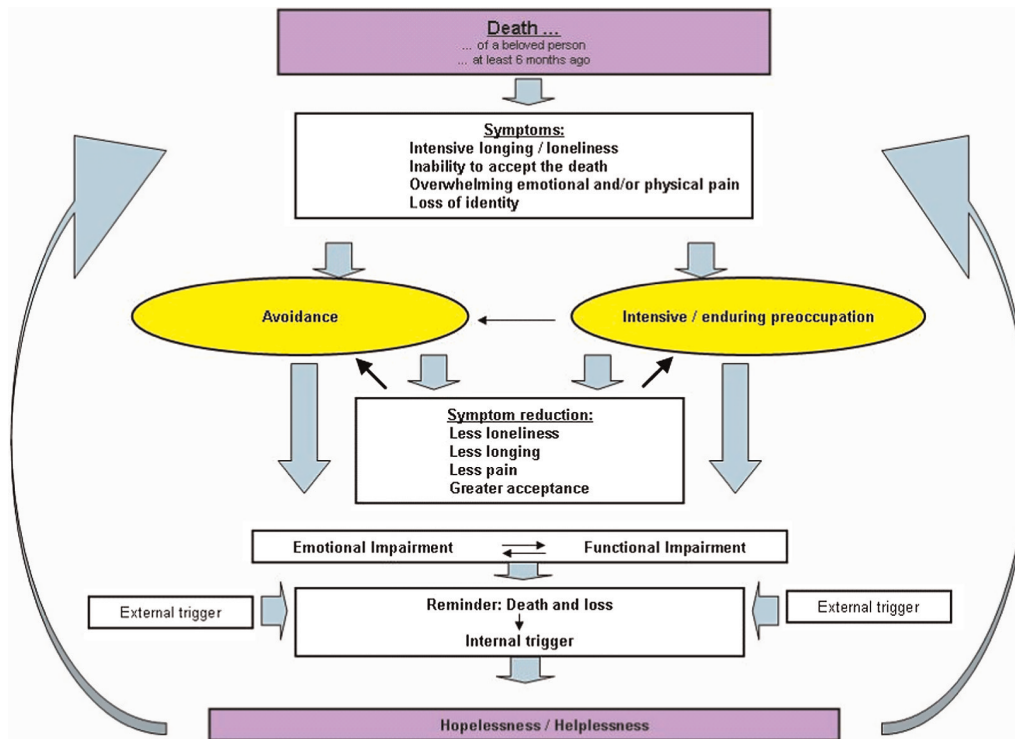 Death ...
... of a beloved person
... at least 6 months ago
Symptoms:
Intensive longing / loneliness
Inability to accept the death
Overwhelming emotional and/or physical pain
Loss of identity
Avoidance
Intensive / enduring preoccupation
Symptom reduction:
Less loneliness
Less longing
Less pain
Greater acceptance
Emotional Impairment
Functional Impairment
External trigger
Reminder: Death and loss
Internal trigger
External trigger
Hopelessness / Helplessness